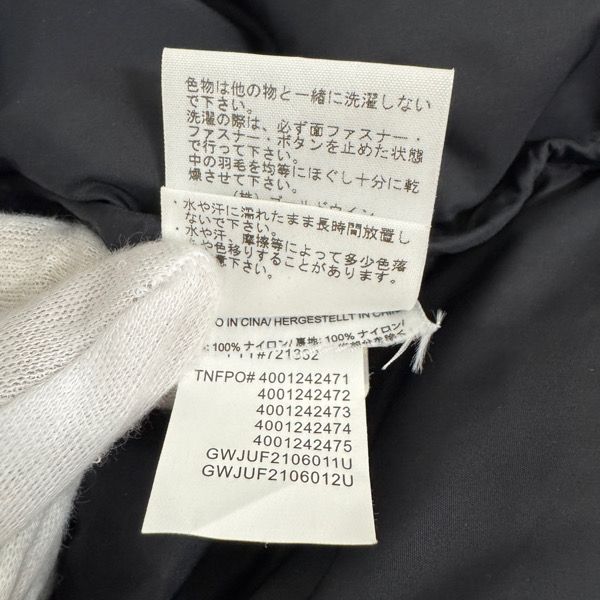 色物は他の物と一緒に洗濯しない
で下さい。
洗濯の際は、必ず面ファスナー・
ファスナー・ボタンを止めた状態
で行って下さい。
中の羽毛を均等にほぐし十分に乾
燥させて下さい。
・水や汗に濡れたまま長時間放置し
ないで下さい。
・水や汗、摩擦等によって多少色落
や色移りすることがあります。
下さい。
IN CINA/ HERGESTELLT IN
: 100% ナイロン/ 裏地: 100% ナイロン/
#721352
TNFPO# 4001242471
4001242472
4001242473
4001242474
4001242475
GWJUF2106011U
GWJUF2106012U